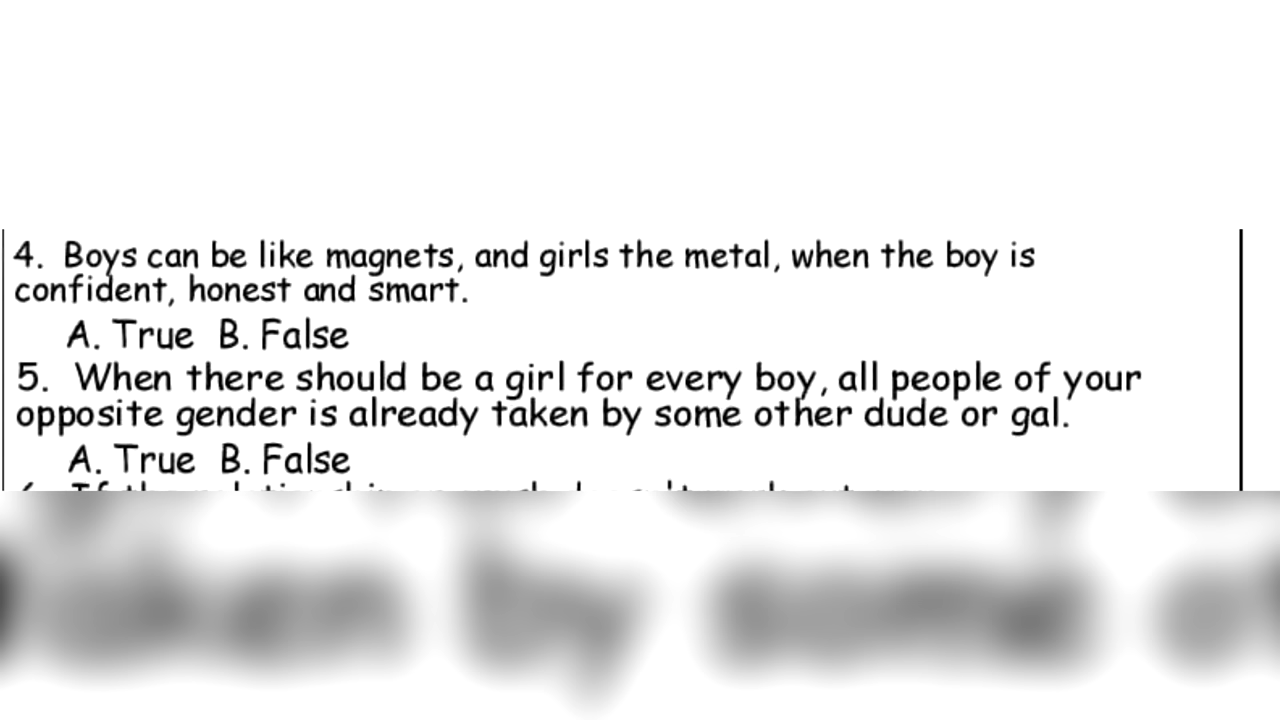 4. Boys can be like magnets, and girls the metal, when the boy is
confident, honest and smart.
A. True B. False
5. When there should be a girl for every boy, all people of your
opposite gender is already taken by some other dude or gal.
A. True B. False